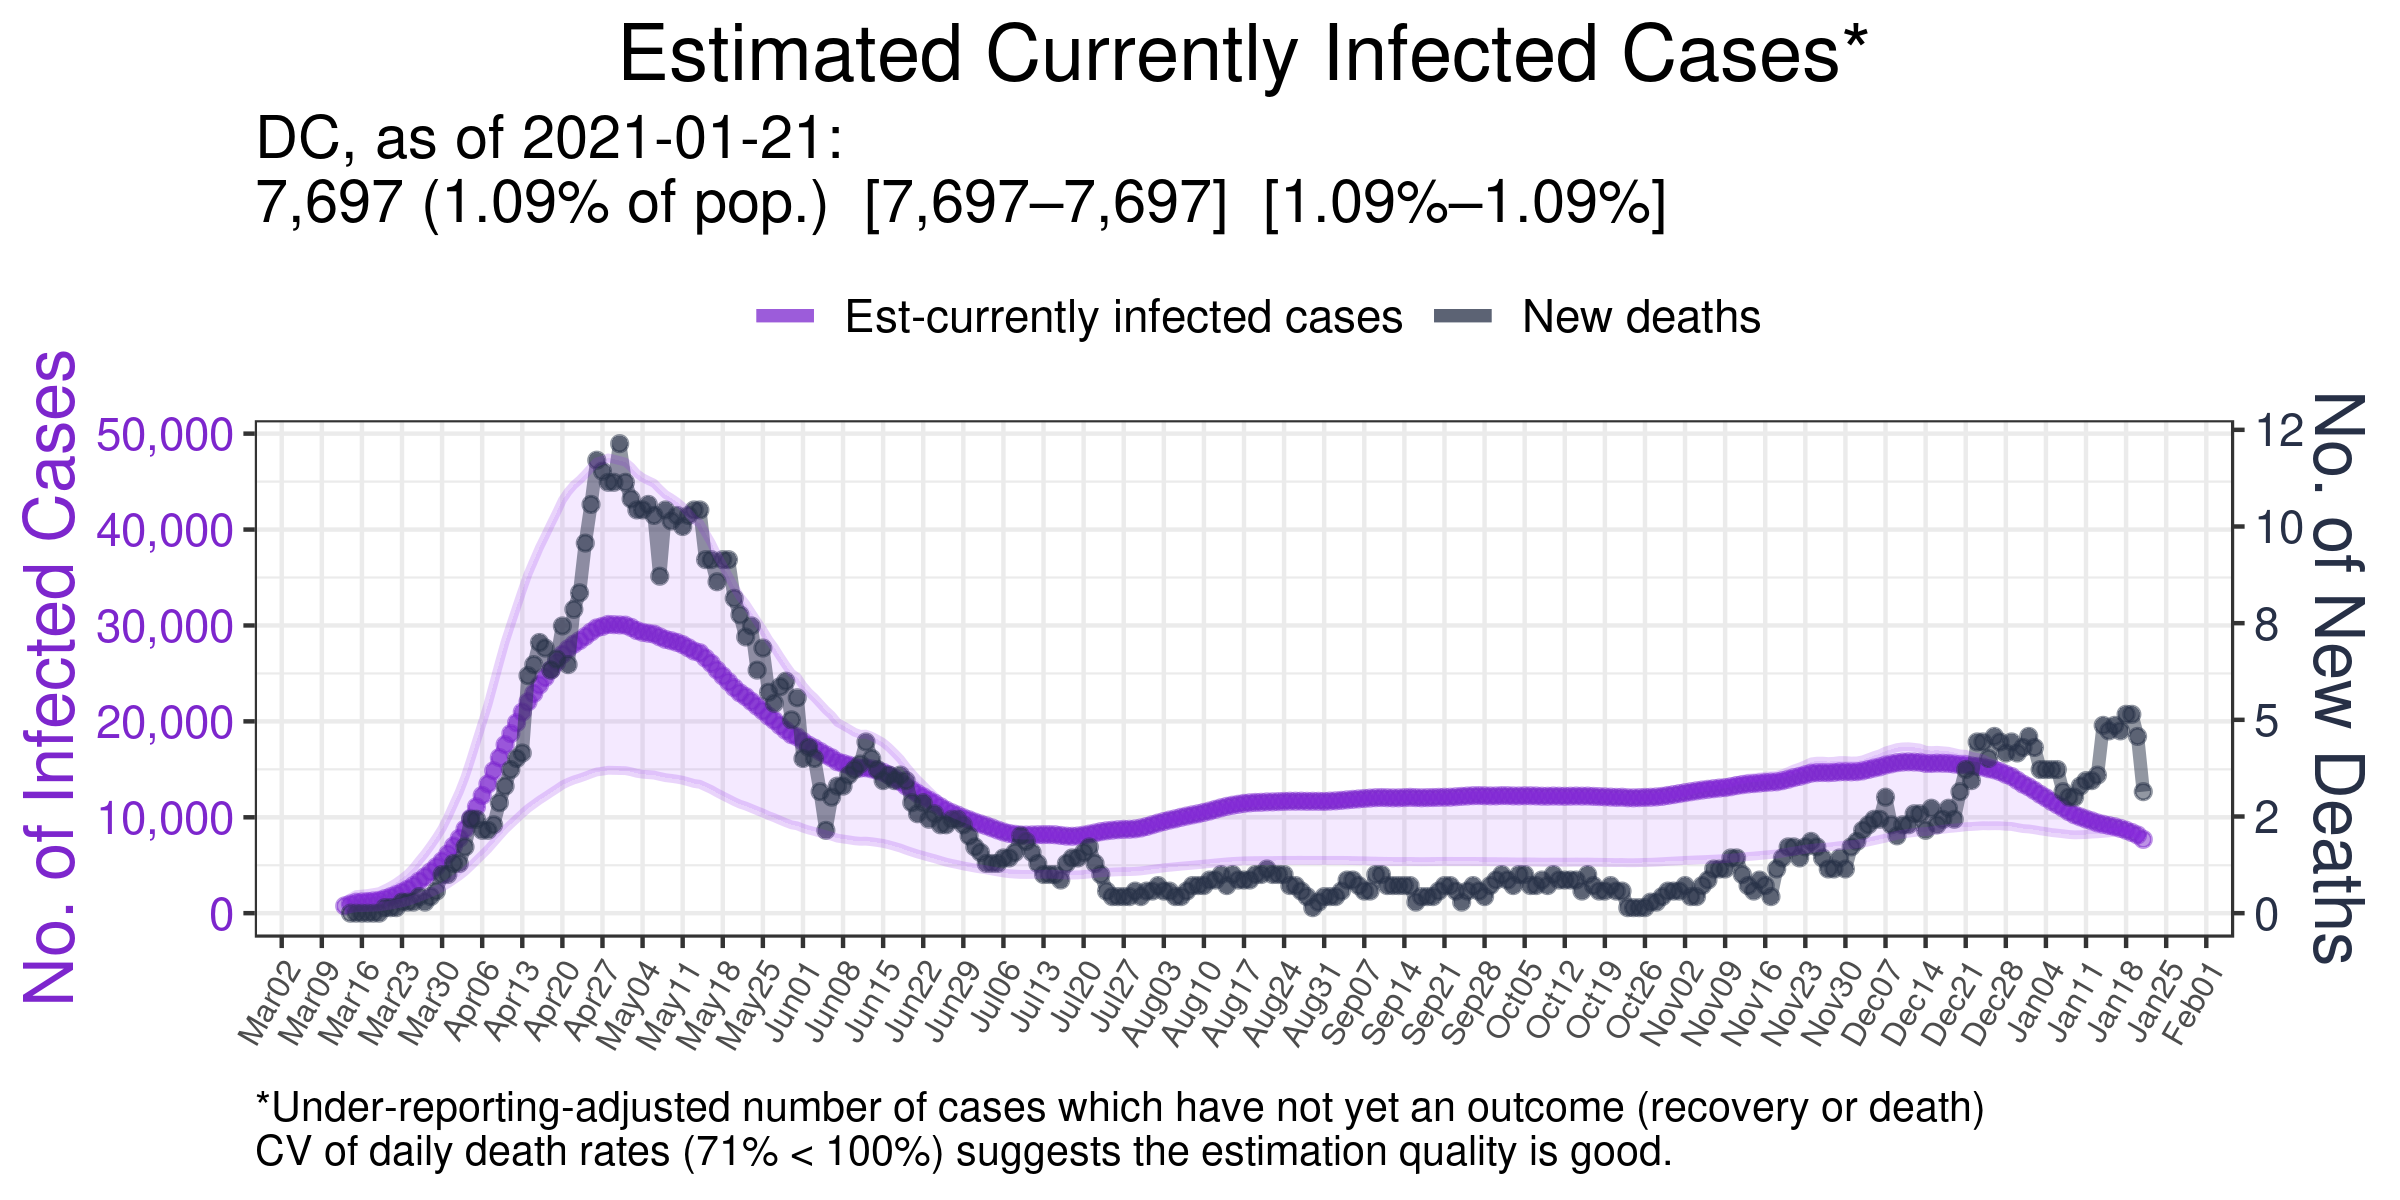 Estimated Currently Infected Cases*
DC, as of 2021-01-21:
7,697 (1.09% of pop.)  [7,697–7,697]  [1.09%–1.09%]
Est-currently infected cases
New deaths
No. of Infected Cases
50,000
40,000
30,000
20,000
10,000
0
12
10
8
5
2
0
No. of New Deaths
Mar02
Mar09
Mar16
Mar23
Mar30
Apr06
Apr13
Apr20
Apr27
May04
May11
May18
May25
Jun01
Jun08
Jun15
Jun22
Jun29
Jul06
Jul13
Jul20
Jul27
Aug03
Aug10
Aug17
Aug24
Aug31
Sep07
Sep14
Sep21
Sep28
Oct05
Oct12
Oct19
Oct26
Nov02
Nov09
Nov16
Nov23
Nov30
Dec07
Dec14
Dec21
Dec28
Jan04
Jan11
Jan18
Jan25
Feb01
*Under-reporting-adjusted number of cases which have not yet an outcome (recovery or death)
CV of daily death rates (71% < 100%) suggests the estimation quality is good.